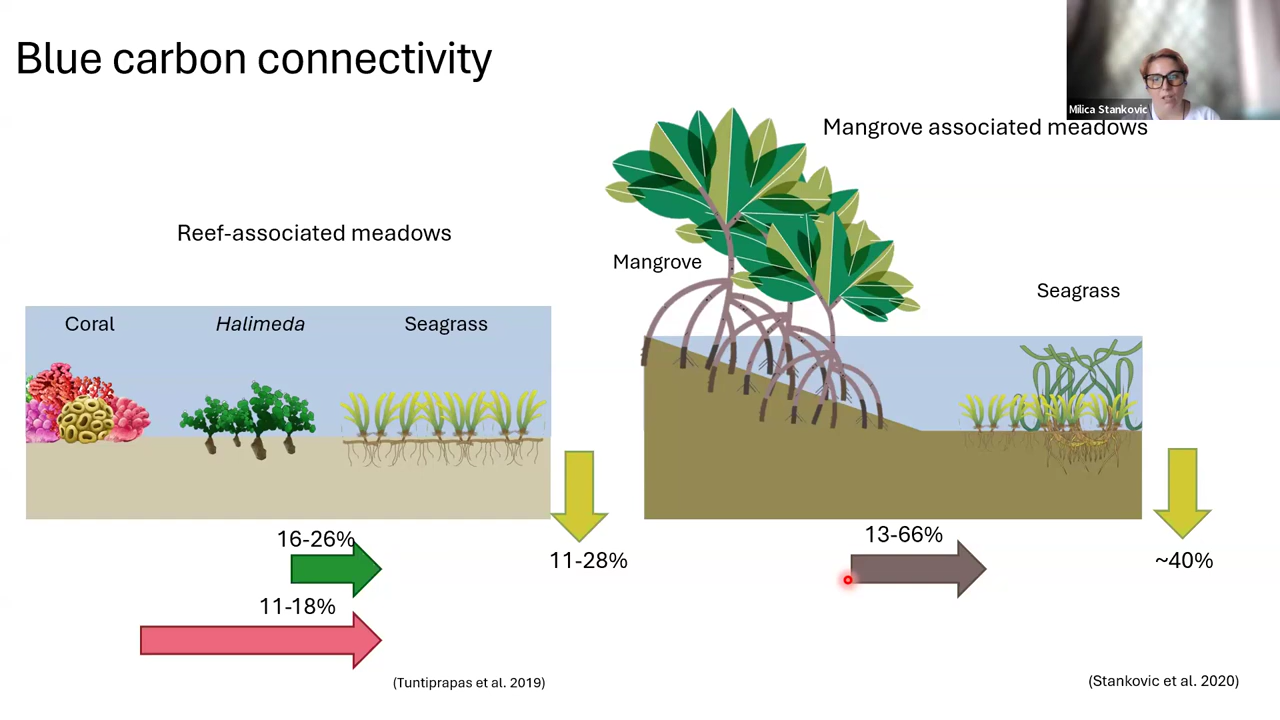 Blue carbon connectivity
Milica Stankovic
Mangrove associated meadows
Reef-associated meadows
Mangrove
Seagrass
Coral
Halimeda
Seagrass
16-26%
11-18%
11-28%
13-66%
~40%
(Tuntiprapas et al. 2019)
(Stankovic et al. 2020)